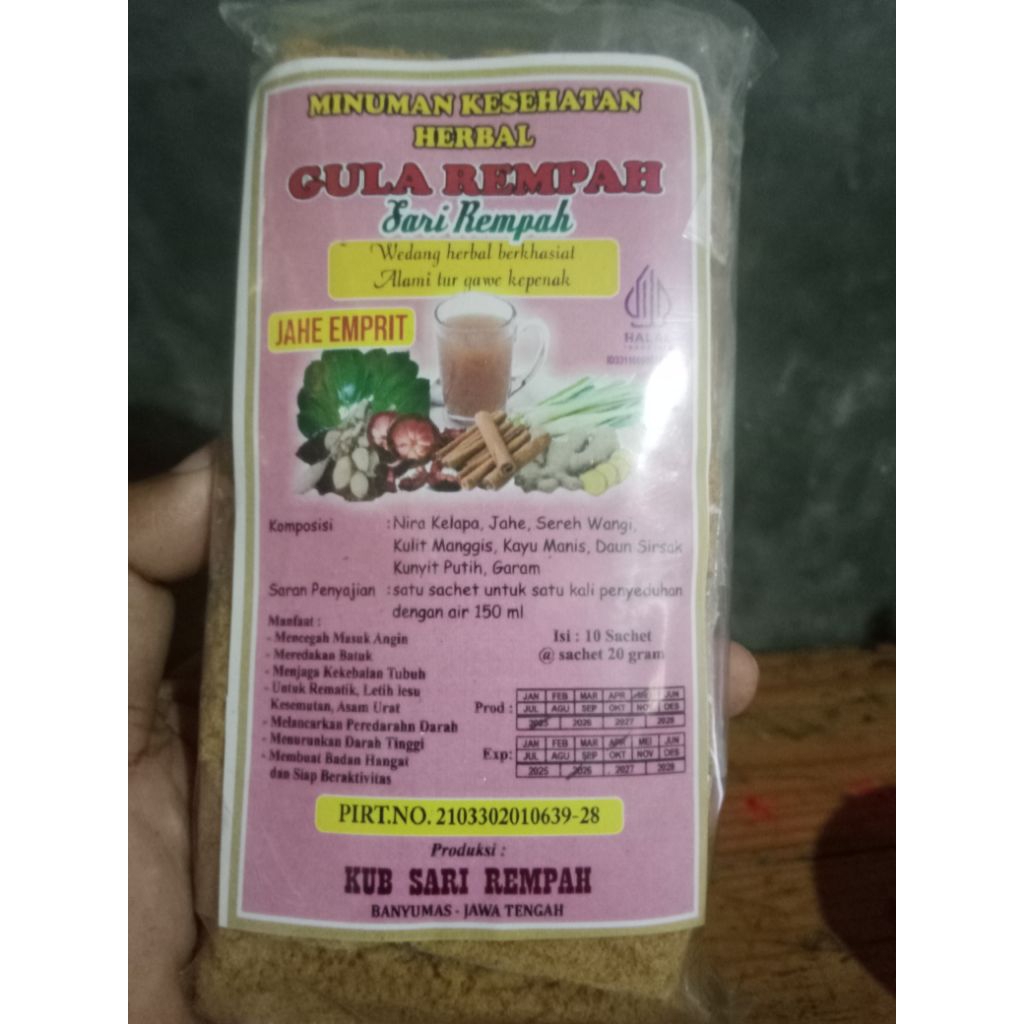 MINUMAN KESEHATAN
HERBAL
GULA REMPAH
Sari Rempah
Wedang herbal berkhasiat
Alami tur gawe kepenak
JAHE EMPRIT
HALAL
Komposisi : Nira Kelapa, Jahe, Sereh Wangi,
Kulit Manggis, Kayu Manis, Daun Sirsak
Kunyit Putih, Garam
Saran Penyajian : satu sachet untuk satu kali penyeduhan
dengan air 150 ml
Manfaat :
- Mencegah Masuk Angin
- Meredakan Batuk
- Menjaga Kekebalan Tubuh
- Untuk Rematik, Letih lesu
Kesemutan, Asam Urat
- Melancarkan Peredarahn Darah
- Menurunkan Darah Tinggi
- Membuat Badan Hangat
dan Siap Beraktivitas
Isi : 10 Sachet
@ sachet 20 gram
Prod :
JAN FEB MAR APR MEI JUN
JUL AGU SEP OKT NOV DES
2025 2026 2027 2028
Exp:
JAN FEB MAR APR MEI JUN
JUL AGU SEP OKT NOV DES
2025 2026 2027 2028
PIRT.NO. 2103302010639-28
Produksi :
KUB SARI REMPAH
BANYUMAS - JAWA TENGAH